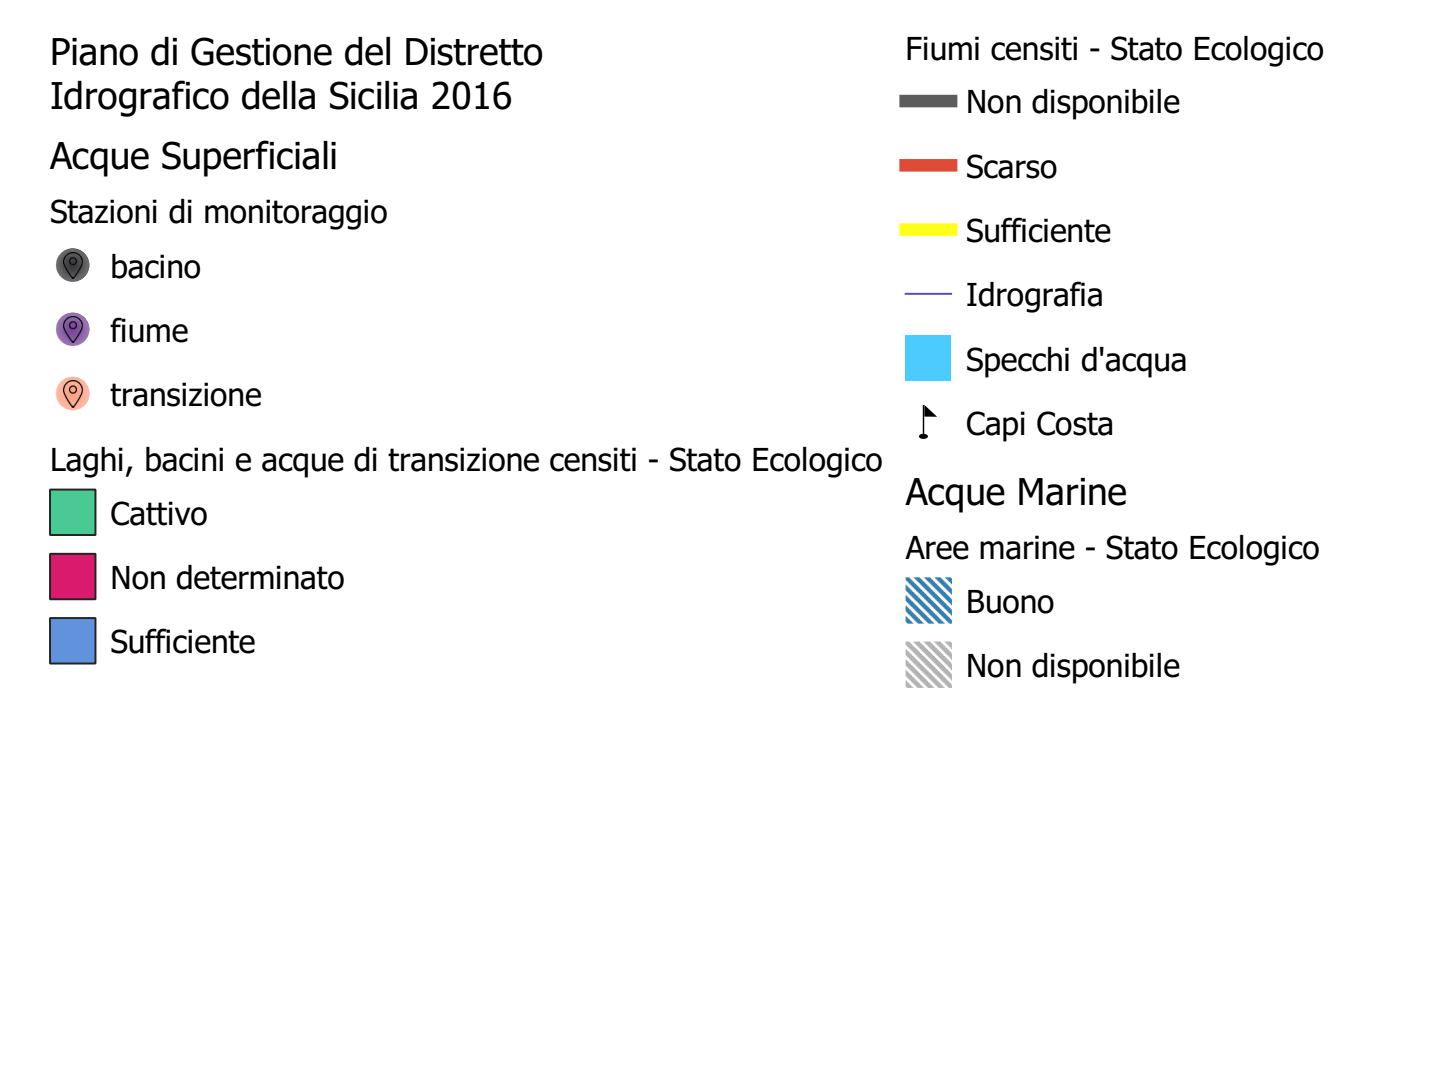 Piano di Gestione del Distretto
Idrografico della Sicilia 2016
Acque Superficiali
Stazioni di monitoraggio
bacino
fiume
transizione
Laghi, bacini e acque di transizione censiti - Stato Ecologico
Cattivo
Non determinato
Sufficiente
Fiumi censiti - Stato Ecologico
Non disponibile
Scarso
Sufficiente
Idrografia
Specchi d'acqua
Capi Costa
Acque Marine
Aree marine - Stato Ecologico
Buono
Non disponibile